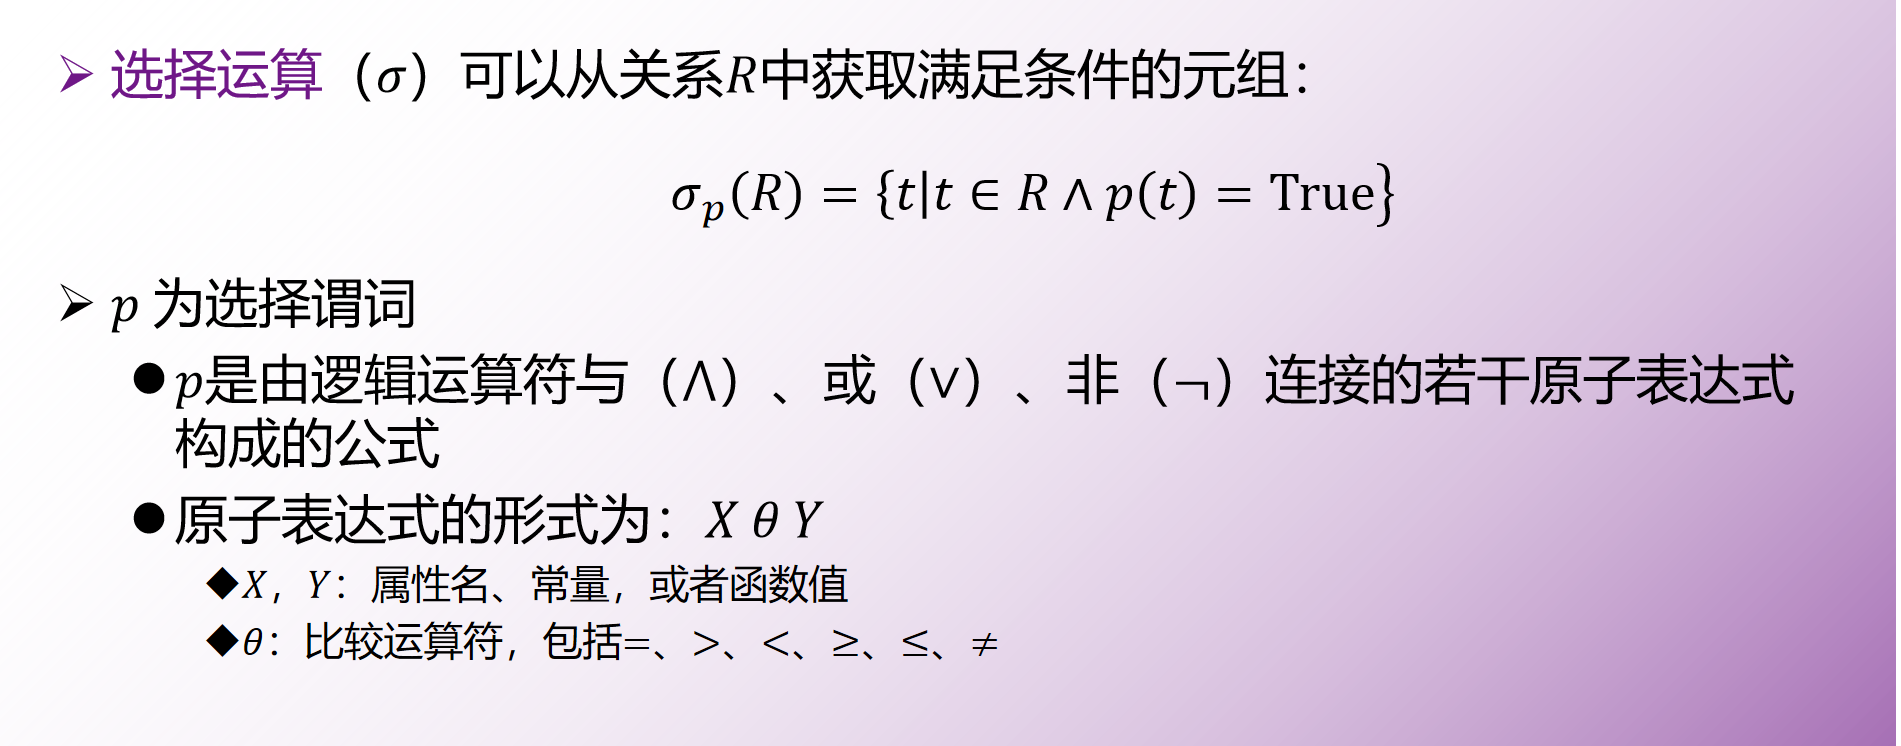 ➢ 选择运算（σ）可以从关系R中获取满足条件的元组：
σₚ(R) = {t|t ∈ R ∧ p(t) = True}
➢ p 为选择谓词
●p是由逻辑运算符与（∧）、或（∨）、非（¬）连接的若干原子表达式
构成的公式
●原子表达式的形式为：X θ Y
◆X，Y：属性名、常量，或者函数值
◆θ：比较运算符，包括=、>、<、≥、≤、≠